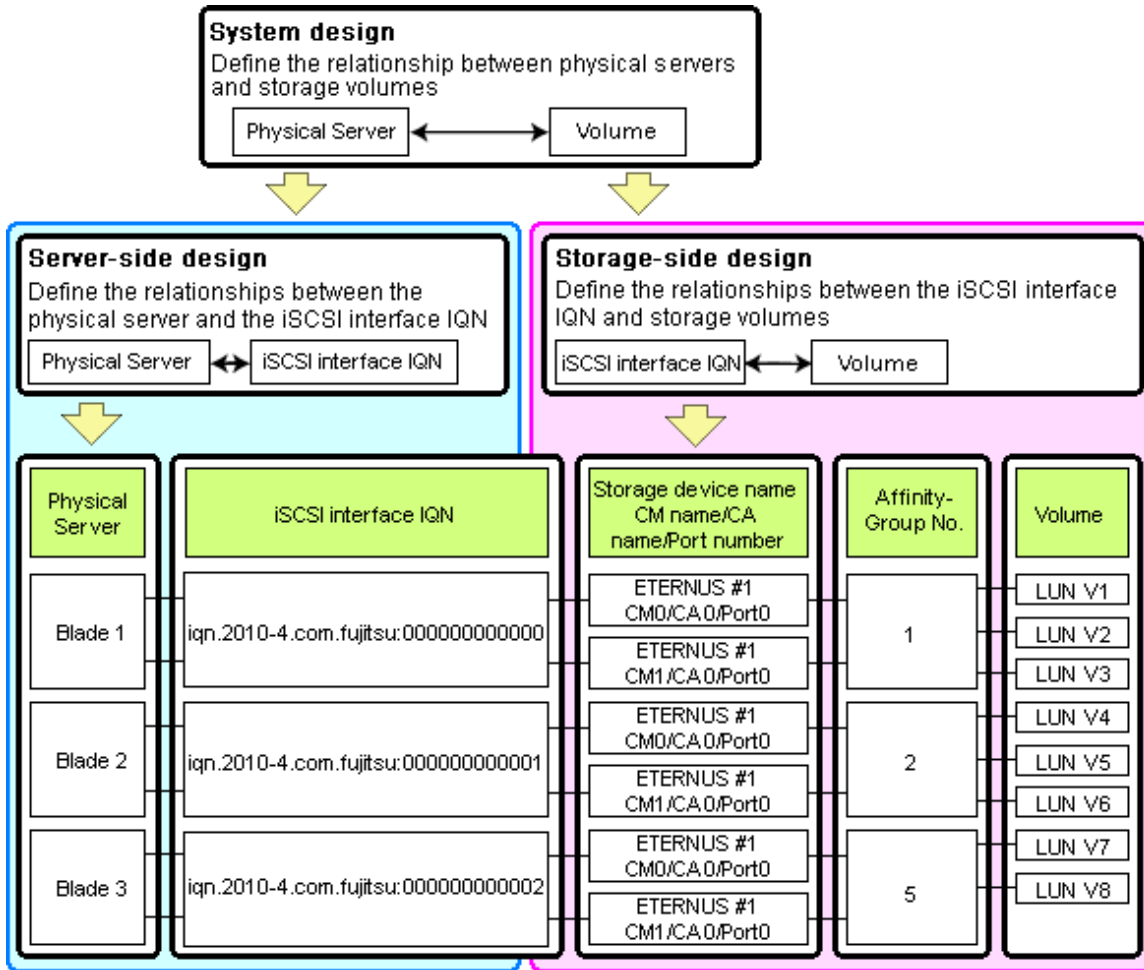 System design
Define the relationship between physical servers
and storage volumes
Physical Server
Volume
Server-side design
Define the relationships between the
physical server and the iSCSI interface IQN
Physical Server
iSCSI interface IQN
Storage-side design
Define the relationships between the iSCSI interface
IQN and storage volumes
iSCSI interface IQN
Volume
Physical
Server
iSCSI interface IQN
Storage device name
CM name/CA
name/Port number
Affinity-
Group No.
Volume
Blade 1
iqn.2010-4.com.fujitsu:000000000000
ETERNUS #1
CM0/CA0/Port0
ETERNUS #1
CM1/CA0/Port0
1
LUN V1
LUN V2
LUN V3
Blade 2
iqn.2010-4.com.fujitsu:000000000001
ETERNUS #1
CM0/CA0/Port0
ETERNUS #1
CM1/CA0/Port0
2
LUN V4
LUN V5
LUN V6
Blade 3
iqn.2010-4.com.fujitsu:000000000002
ETERNUS #1
CM0/CA0/Port0
ETERNUS #1
CM1/CA0/Port0
5
LUN V7
LUN V8